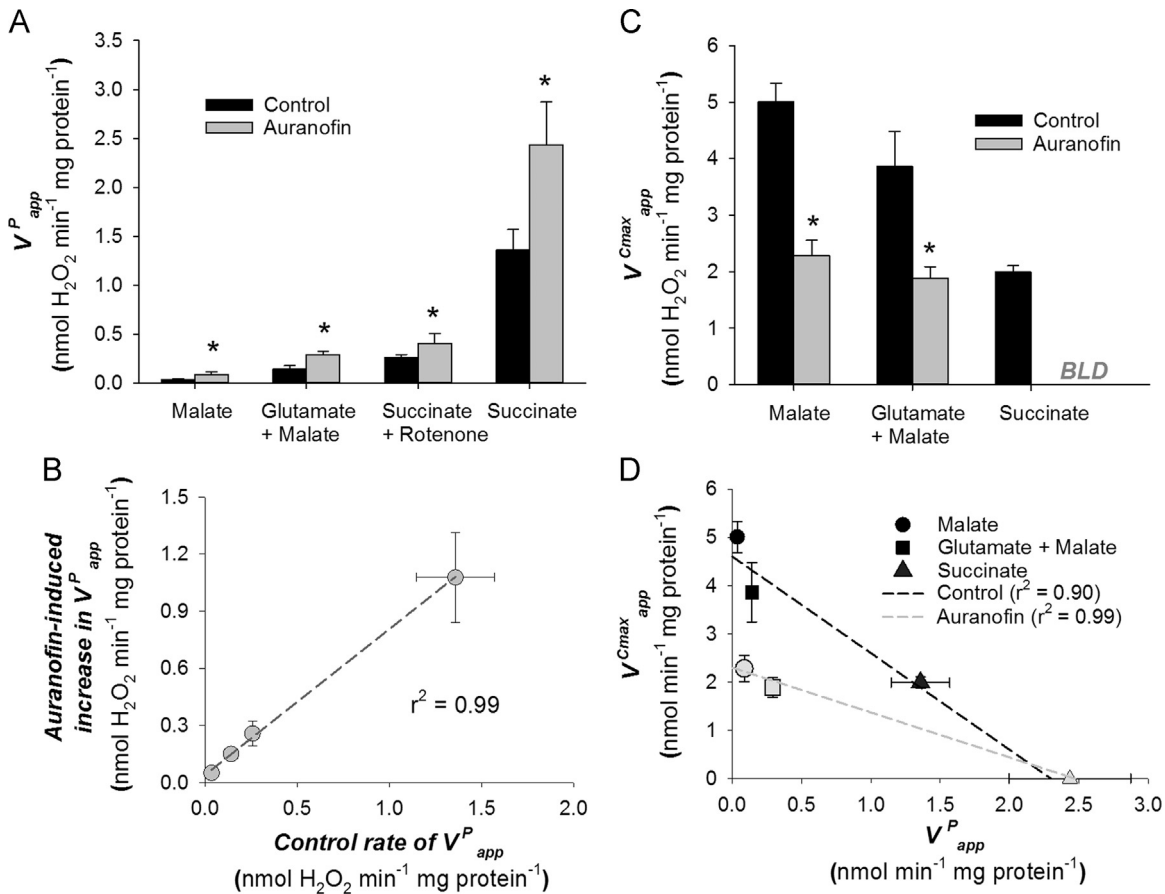 A
V^P_app
(nmol H₂O₂ min⁻¹ mg protein⁻¹)
3.5
3.0
2.5
2.0
1.5
1.0
0.5
0.0
Control
Auranofin
*
*
*
*
Malate
Glutamate
+ Malate
Succinate
+ Rotenone
Succinate
C
V^Cmax_app
(nmol H₂O₂ min⁻¹ mg protein⁻¹)
6
5
4
3
2
1
0
Control
Auranofin
*
*
BLD
Malate
Glutamate
+ Malate
Succinate
B
Auranofin-induced
increase in V^P_app
(nmol H₂O₂ min⁻¹ mg protein⁻¹)
1.5
1.2
0.9
0.6
0.3
0.0
r² = 0.99
0.0 0.5 1.0 1.5 2.0
Control rate of V^P_app
(nmol H₂O₂ min⁻¹ mg protein⁻¹)
D
V^Cmax_app
(nmol min⁻¹ mg protein⁻¹)
6
5
4
3
2
1
0
Malate
Glutamate + Malate
Succinate
Control (r² = 0.90)
Auranofin (r² = 0.99)
0.0 0.5 1.0 1.5 2.0 2.5 3.0
V^P_app
(nmol min⁻¹ mg protein⁻¹)